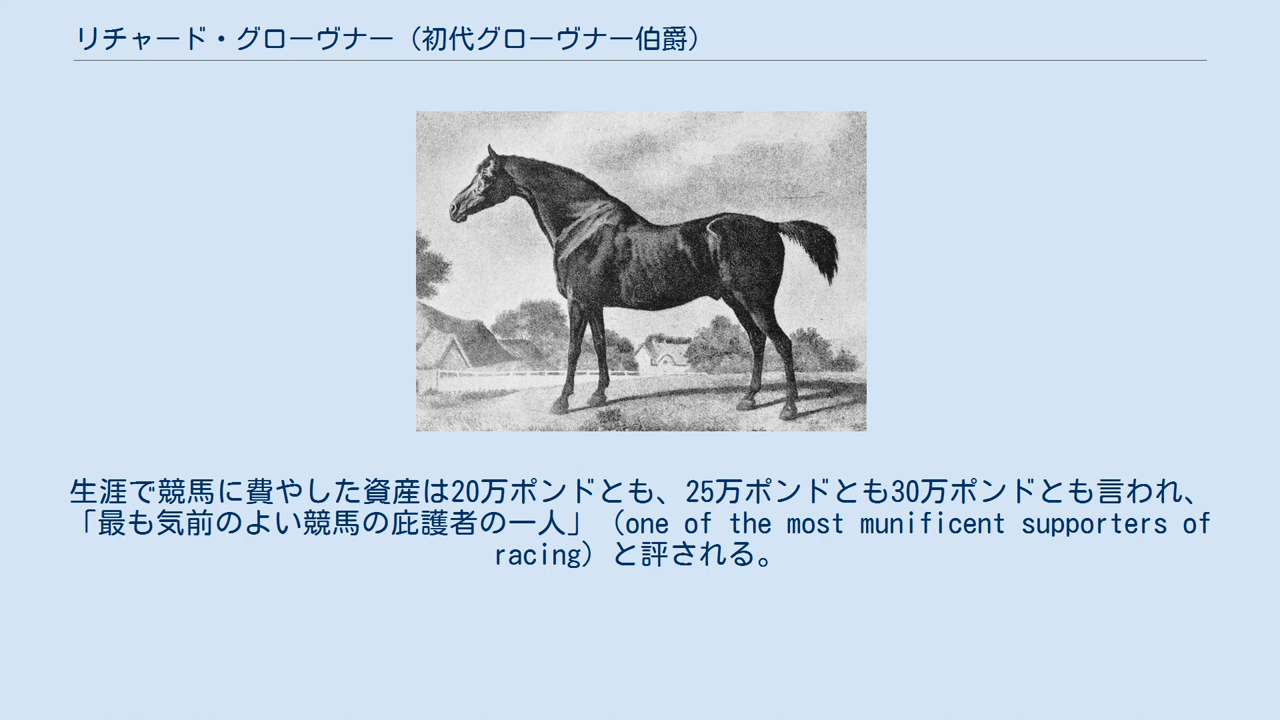 リチャード・グローヴナー（初代グローヴナー伯爵）
生涯で競馬に費やした資産は20万ポンドとも、25万ポンドとも30万ポンドとも言われ、
「最も気前のよい競馬の庇護者の一人」（one of the most munificent supporters of
racing）と評される。